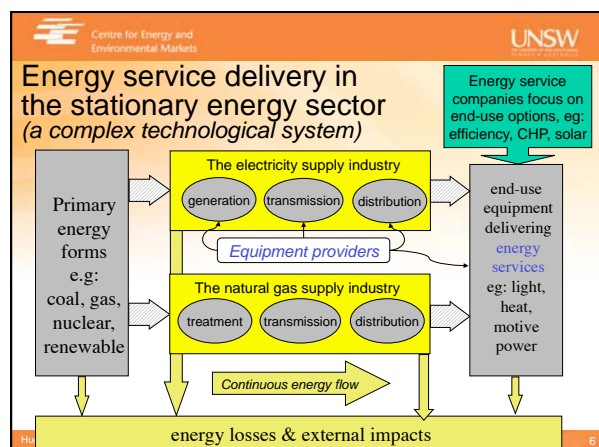 Centre for Energy and
Environmental Markets
UNSW
Energy service delivery in
the stationary energy sector
(a complex technological system)
Energy service
companies focus on
end-use options, eg:
efficiency, CHP, solar
Primary
energy
forms
e.g:
coal, gas,
nuclear,
renewable
The electricity supply industry
generation
transmission
distribution
Equipment providers
The natural gas supply industry
treatment
transmission
distribution
end-use
equipment
delivering
energy
services
eg: light,
heat,
motive
power
Continuous energy flow
energy losses & external impacts
6